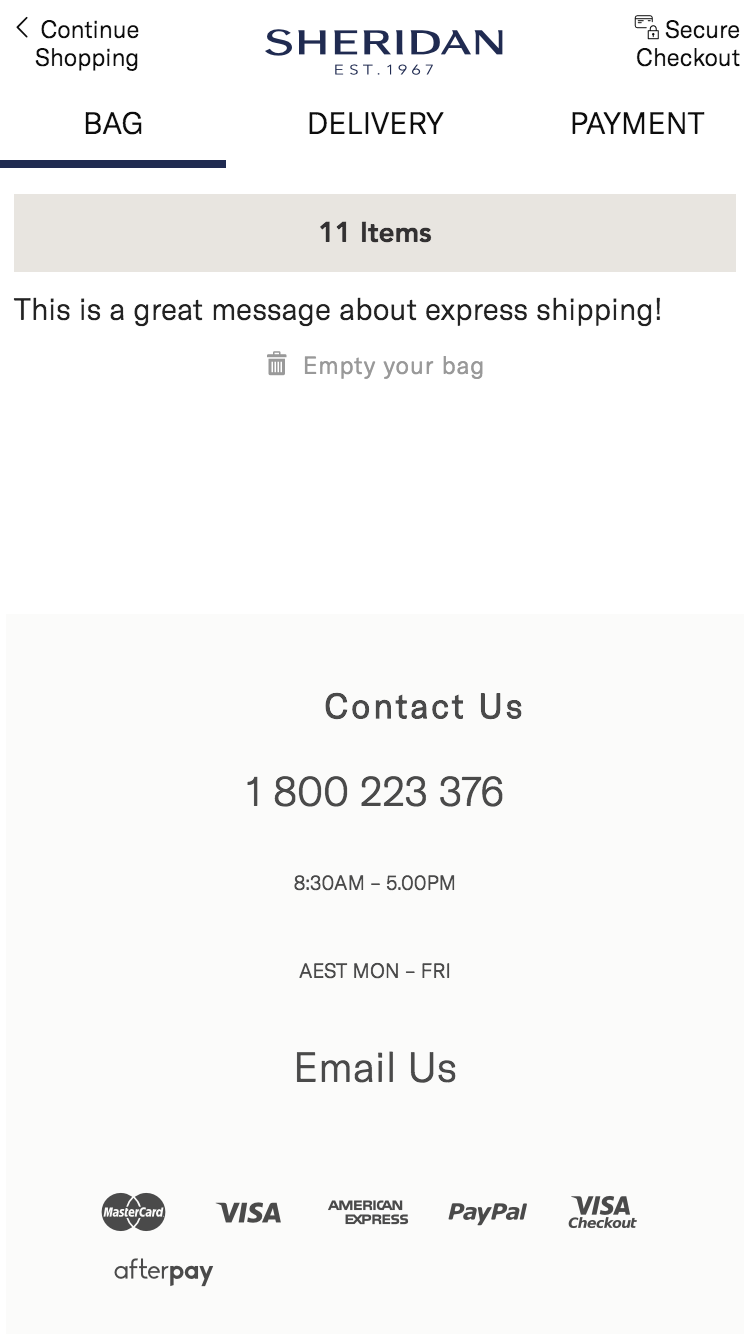 Continue
Shopping
SHERIDAN
EST.1967
Secure
Checkout
BAG
DELIVERY
PAYMENT
11 Items
This is a great message about express shipping!
Empty your bag
Contact Us
1 800 223 376
8:30AM – 5.00PM
AEST MON – FRI
Email Us
MasterCard
VISA
AMERICAN
EXPRESS
PayPal
VISA
Checkout
afterpay